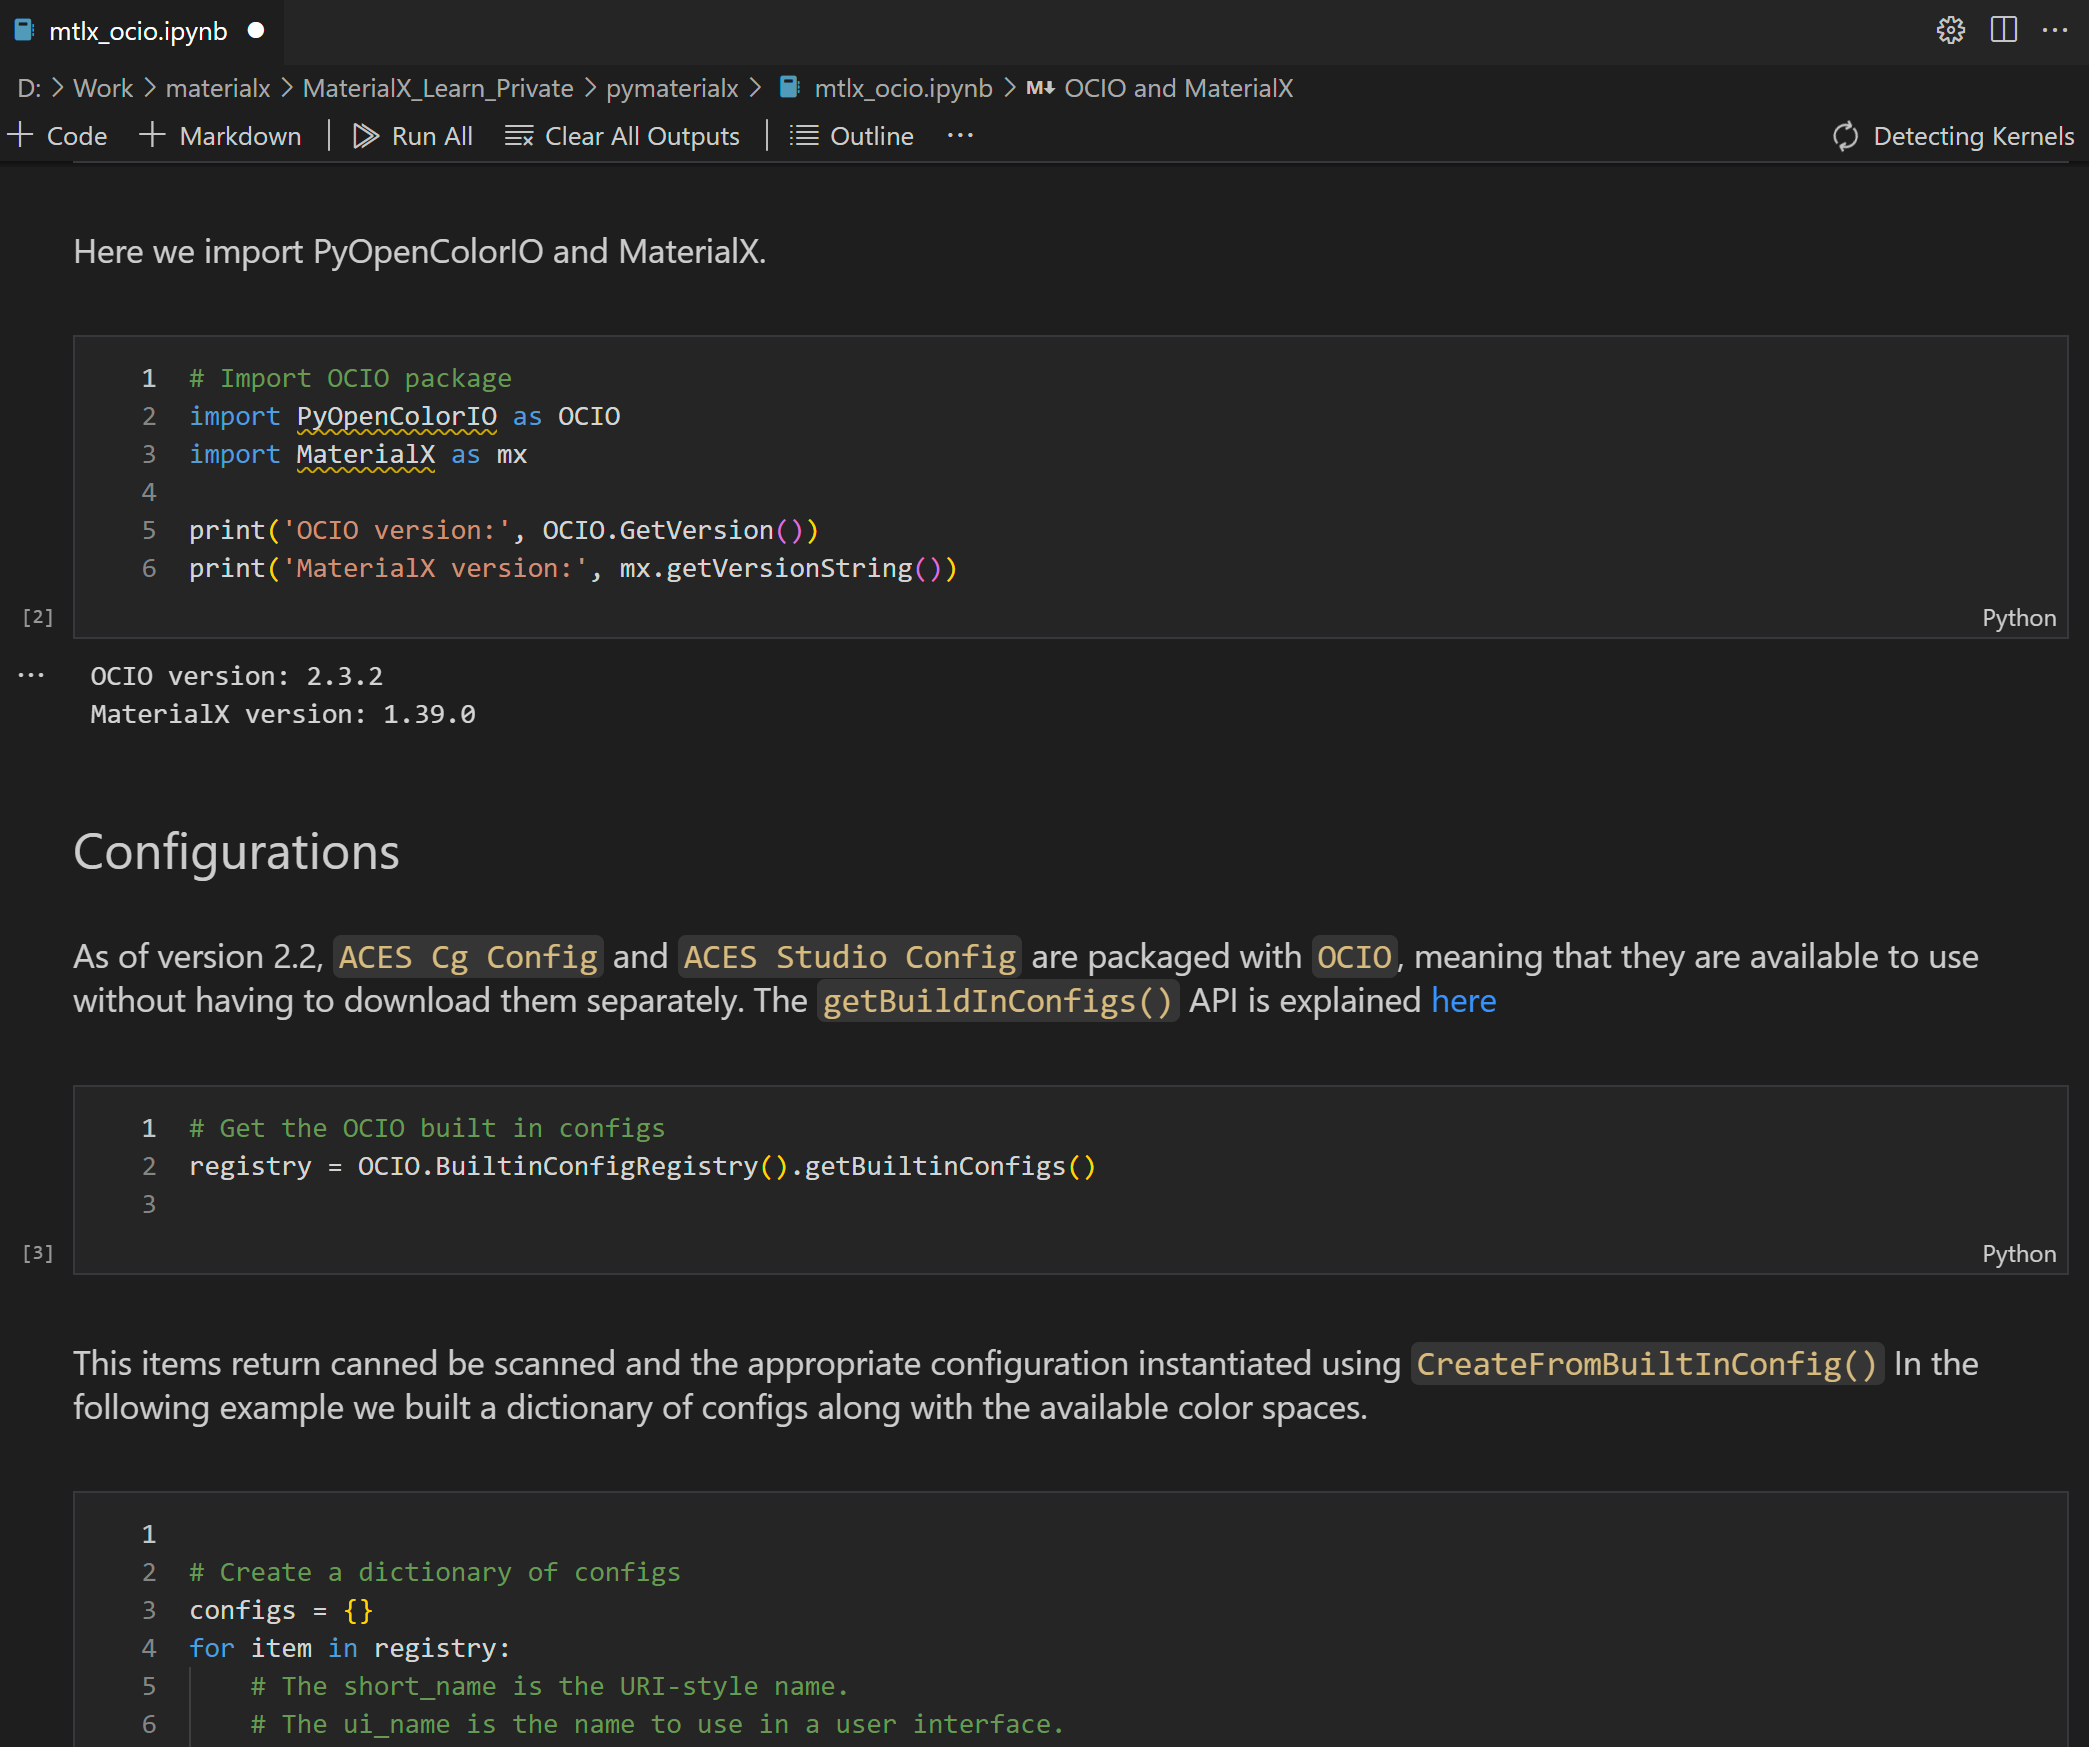 mtlx_ocio.ipynb
D: > Work > materialx > MaterialX_Learn_Private > pymaterialx > mtlx_ocio.ipynb > M↓ OCIO and MaterialX
+ Code + Markdown | Run All Clear All Outputs | Outline ... Detecting Kernels
Here we import PyOpenColorIO and MaterialX.
1 # Import OCIO package
2 import PyOpenColorIO as OCIO
3 import MaterialX as mx
4
5 print('OCIO version:', OCIO.GetVersion())
6 print('MaterialX version:', mx.getVersionString())
[2] Python
... OCIO version: 2.3.2
MaterialX version: 1.39.0
Configurations
As of version 2.2, ACES Cg Config and ACES Studio Config are packaged with OCIO, meaning that they are available to use
without having to download them separately. The getBuildInConfigs() API is explained here
1 # Get the OCIO built in configs
2 registry = OCIO.BuiltinConfigRegistry().getBuiltinConfigs()
3
[3] Python
This items return canned be scanned and the appropriate configuration instantiated using CreateFromBuiltInConfig() In the
following example we built a dictionary of configs along with the available color spaces.
1
2 # Create a dictionary of configs
3 configs = {}
4 for item in registry:
5     # The short_name is the URI-style name.
6     # The ui_name is the name to use in a user interface.